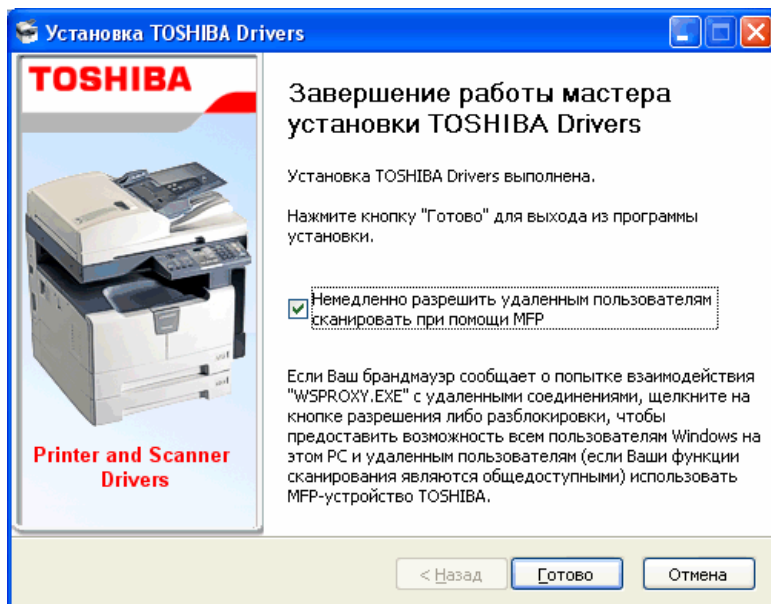 Установка TOSHIBA Drivers
TOSHIBA
Printer and Scanner
Drivers
Завершение работы мастера
установки TOSHIBA Drivers
Установка TOSHIBA Drivers выполнена.
Нажмите кнопку "Готово" для выхода из программы
установки.
Немедленно разрешить удаленным пользователям
сканировать при помощи MFP
Если Ваш брандмауэр сообщает о попытке взаимодействия
"WSPROXY.EXE" с удаленными соединениями, щелкните на
кнопке разрешения либо разблокировки, чтобы
предоставить возможность всем пользователям Windows на
этом PC и удаленным пользователям (если Ваши функции
сканирования являются общедоступными) использовать
MFP-устройство TOSHIBA.
< Назад
Готово
Отмена